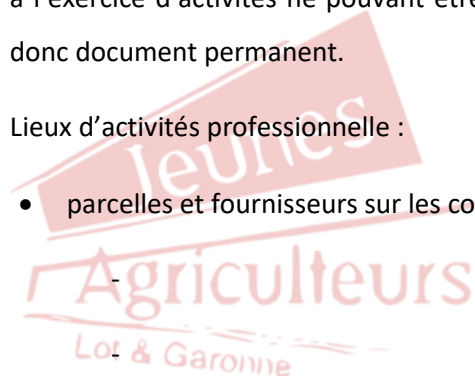 à l'exercice d'activités ne pouvant être
donc document permanent.
Lieux d'activités professionnelle :
Jeunes
• parcelles et fournisseurs sur les co
-
Agriculteurs
-
Lot & Garonne